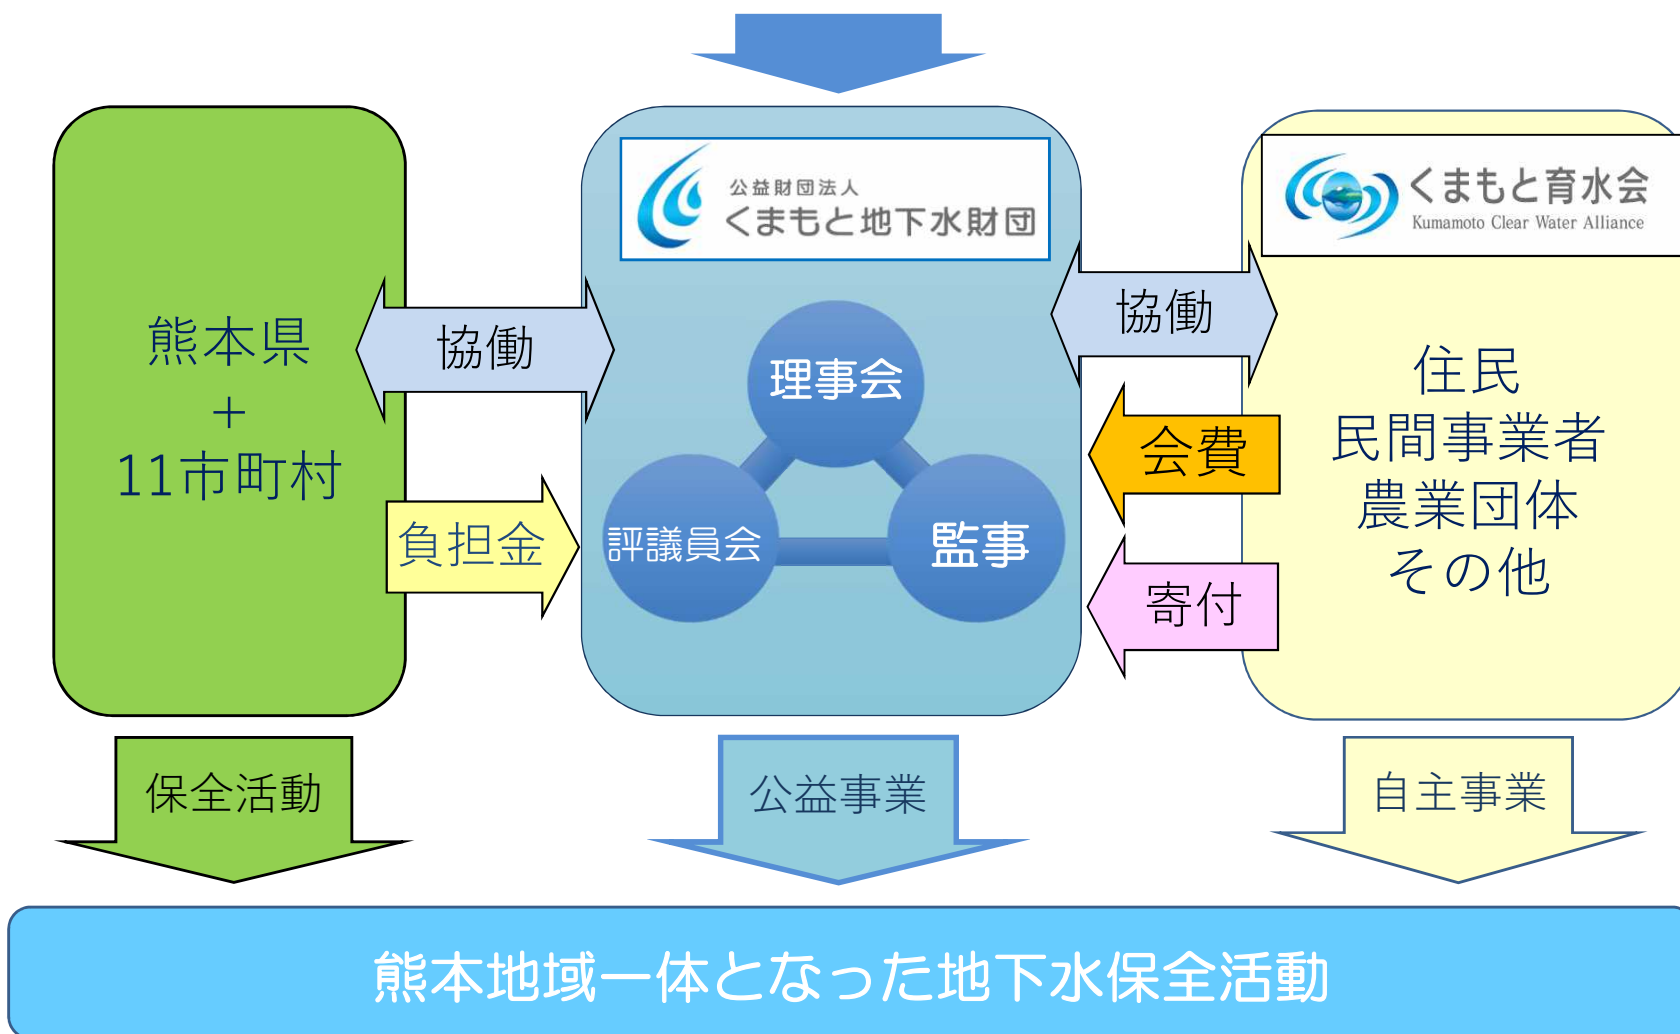 公益財団法人
くまもと地下水財団
くまもと育水会
Kumamoto Clear Water Alliance
熊本県
+
11市町村
協働
負担金
理事会
評議員会
監事
協働
会費
寄付
住民
民間事業者
農業団体
その他
保全活動
公益事業
自主事業
熊本地域一体となった地下水保全活動